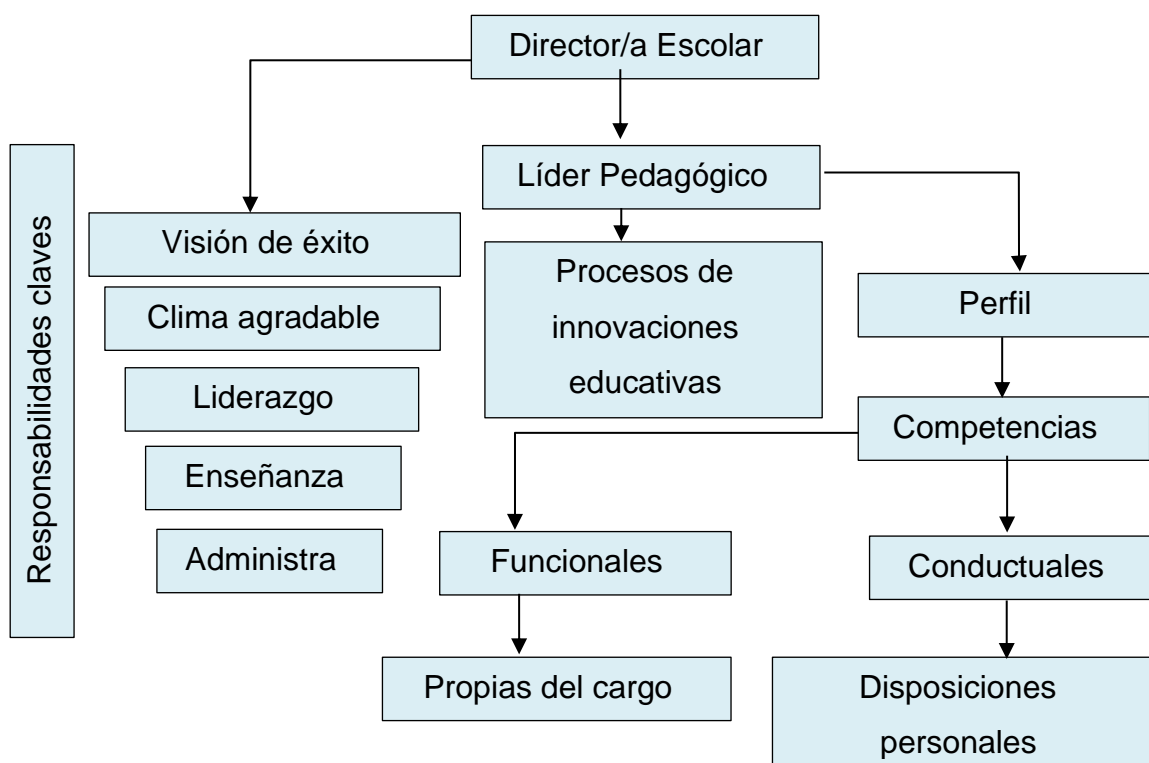 Director/a Escolar
Líder Pedagógico
Responsabilidades claves
Visión de éxito
Clima agradable
Liderazgo
Enseñanza
Administra
Procesos de
innovaciones
educativas
Perfil
Competencias
Funcionales
Conductuales
Propias del cargo
Disposiciones
personales